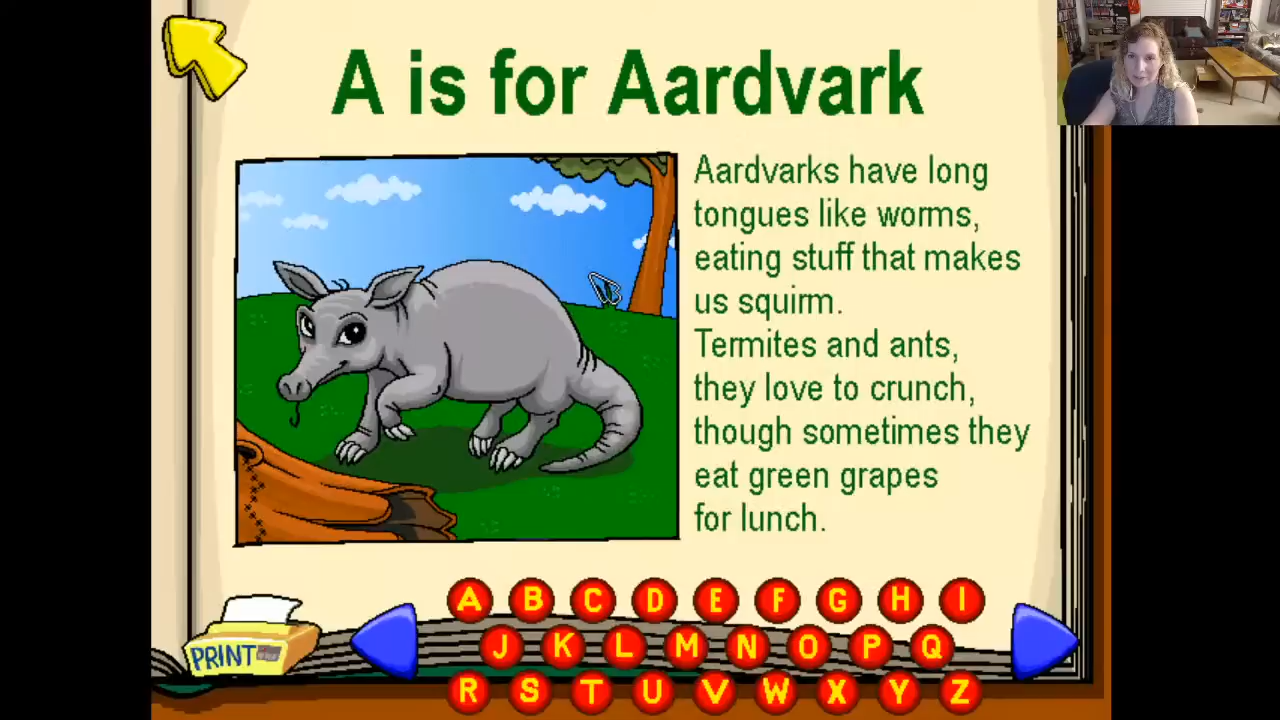 A is for Aardvark
Aardvarks have long
tongues like worms,
eating stuff that makes
us squirm.
Termites and ants,
they love to crunch,
though sometimes they
eat green grapes
for lunch.
PRINT
A B C D E F G H I
J K L M N O P Q
R S T U V W X Y Z